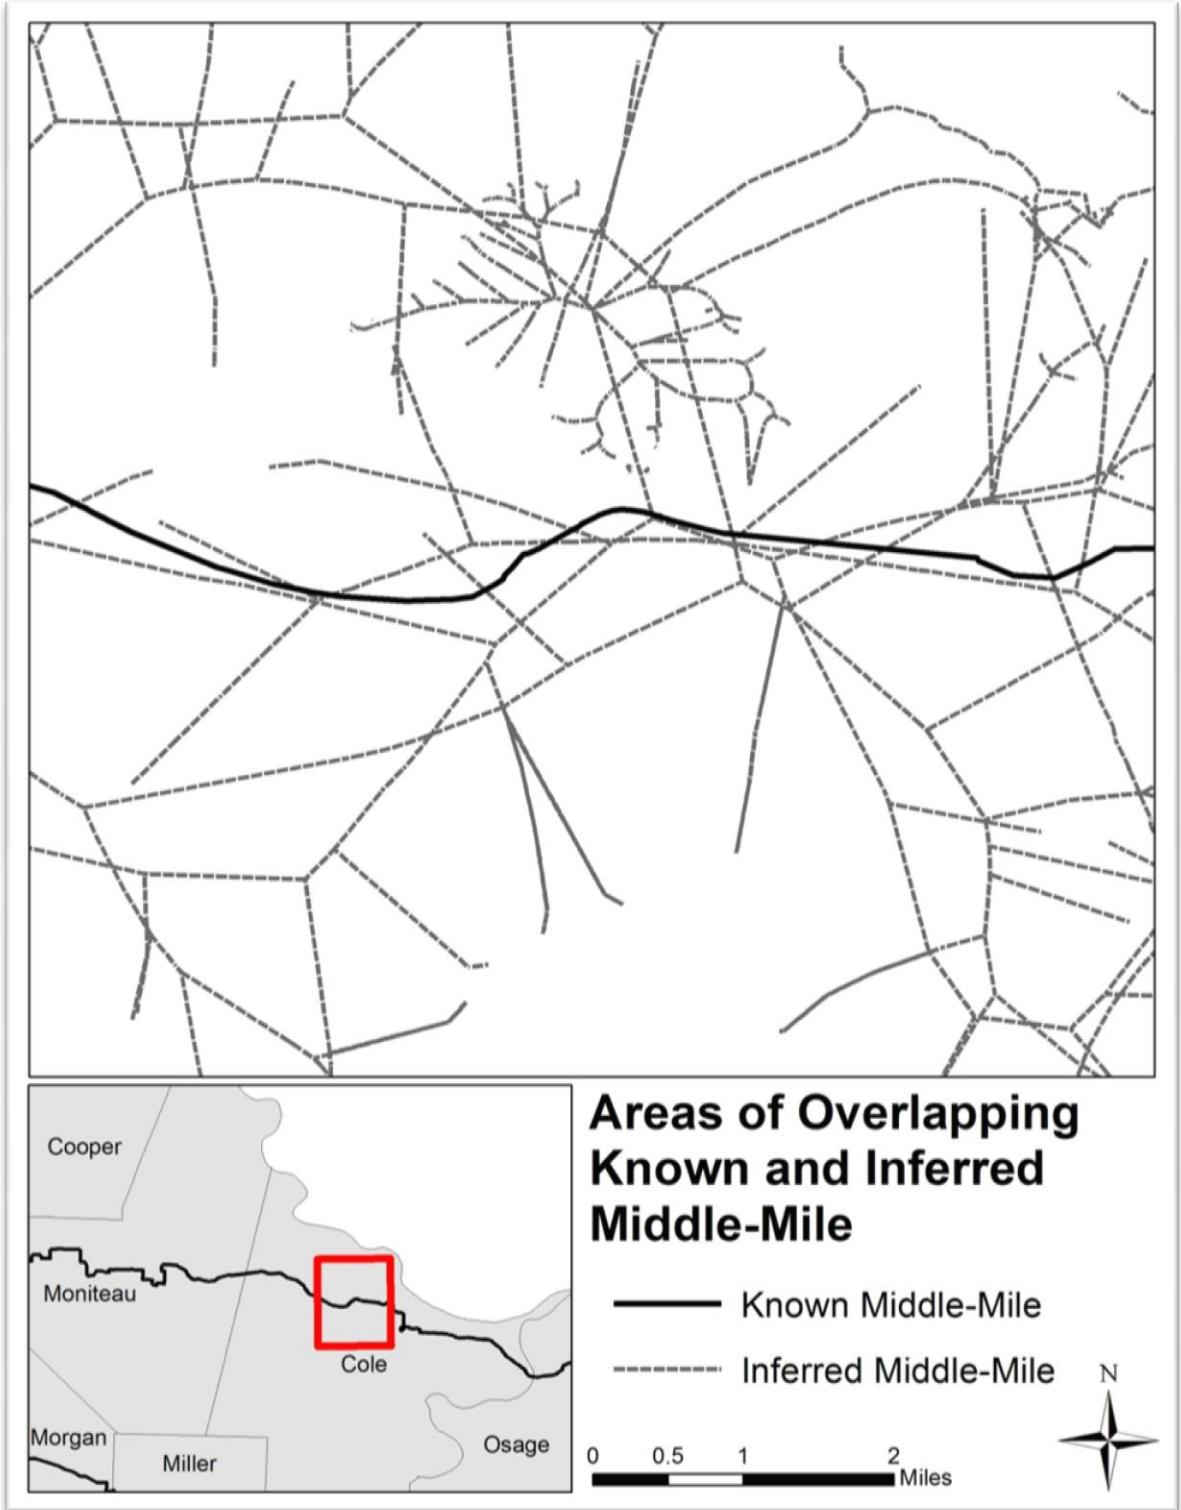 Cooper
Moniteau
Cole
Morgan
Miller
Osage
Areas of Overlapping
Known and Inferred
Middle-Mile
Known Middle-Mile
Inferred Middle-Mile
N
0 0.5 1 2
Miles